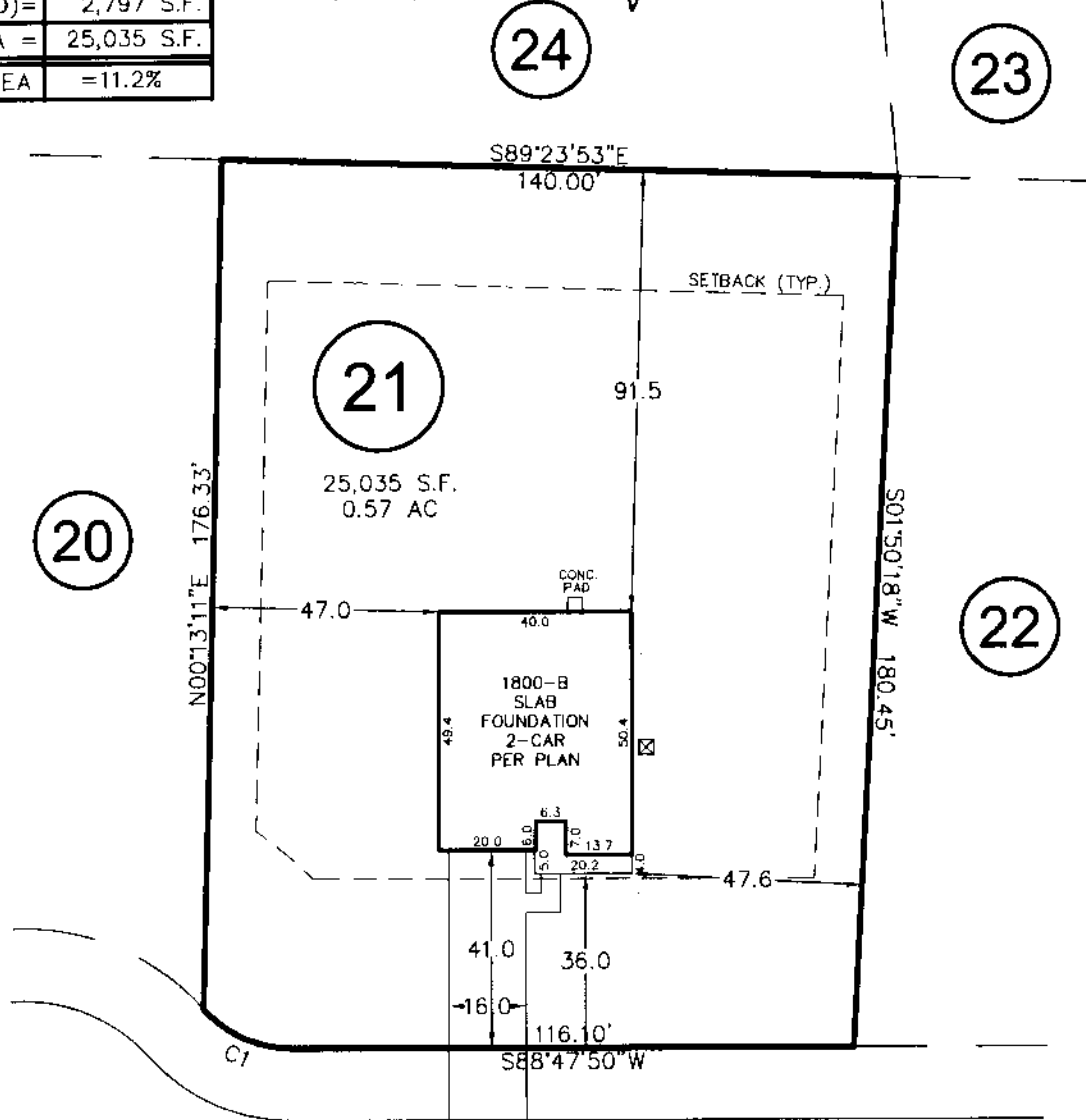 )= 2,797 S.F.
A = 25,035 S.F.
EA =11.2%
24
23
S89°23'53"E
140.00'
SETBACK (TYP.)
21
91.5
25,035 S.F.
0.57 AC
N00°13'11"E 176.33'
S01°50'18"W 180.45'
20
22
CONC.
PAD
47.0
40.0
1800-B
SLAB
FOUNDATION
2-CAR
PER PLAN
49.4
50.4
6.3
20.0
6.0
7.0
13.7
5.0
20.2
4.0
47.6
41.0
36.0
16.0
116.10'
S88°47'50"W
C1